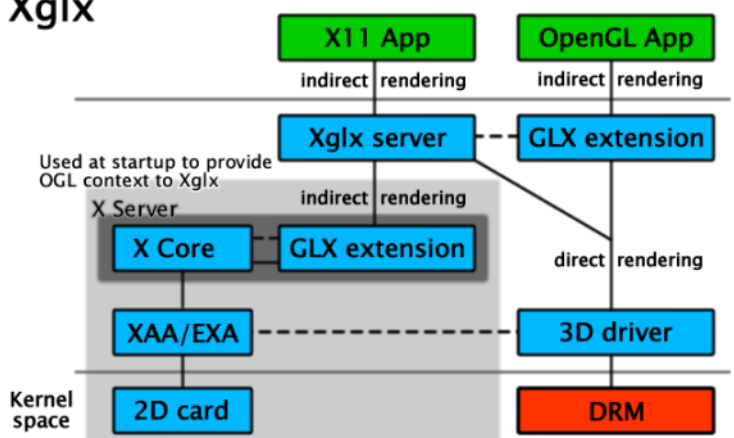 Xglx
X11 App
OpenGL App
indirect rendering
indirect rendering
Xglx server
GLX extension
Used at startup to provide
OGL context to Xglx
indirect rendering
X Server
X Core
GLX extension
direct rendering
XAA/EXA
3D driver
Kernel
space
2D card
DRM